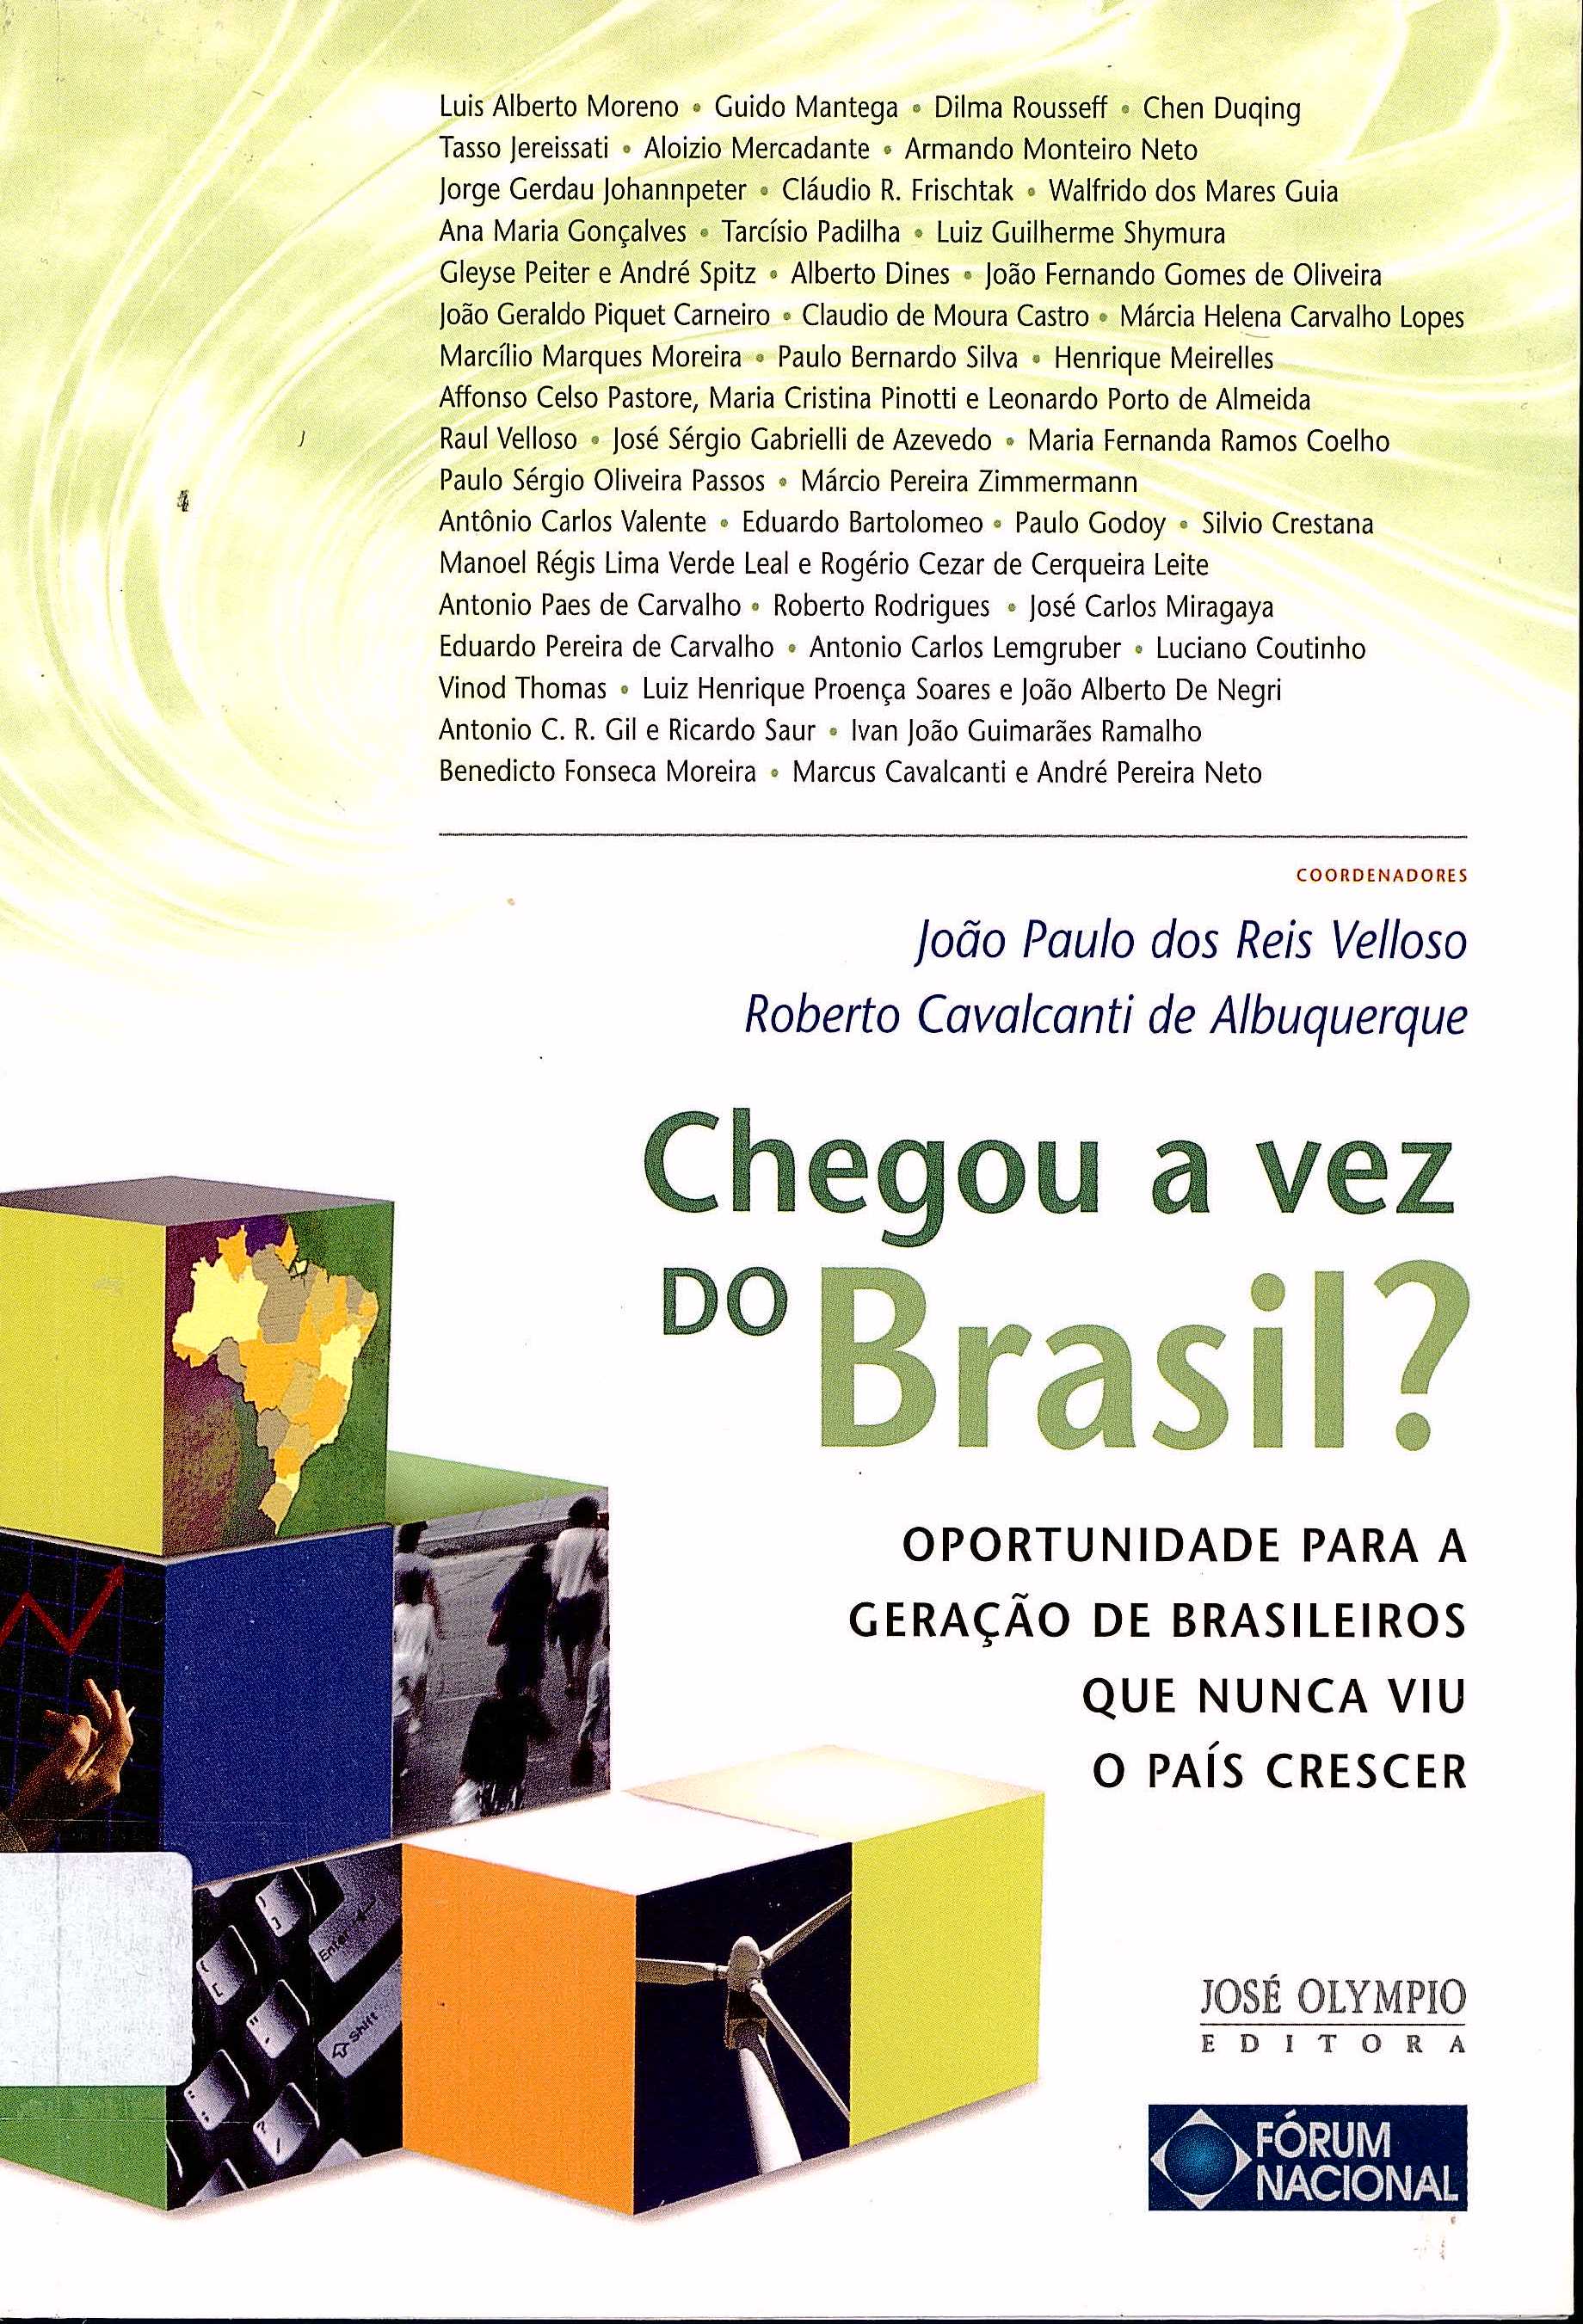 Luis Alberto Moreno • Guido Mantega • Dilma Rousseff • Chen Duqing
Tasso Jereissati • Aloizio Mercadante • Armando Monteiro Neto
Jorge Gerdau Johannpeter • Cláudio R. Frischtak • Walfrido dos Mares Guia
Ana Maria Gonçalves • Tarcísio Padilha • Luiz Guilherme Shymura
Gleyse Peiter e André Spitz • Alberto Dines • João Fernando Gomes de Oliveira
João Geraldo Piquet Carneiro • Claudio de Moura Castro • Márcia Helena Carvalho Lopes
Marcílio Marques Moreira • Paulo Bernardo Silva • Henrique Meirelles
Affonso Celso Pastore, Maria Cristina Pinotti e Leonardo Porto de Almeida
Raul Velloso • José Sérgio Gabrielli de Azevedo • Maria Fernanda Ramos Coelho
Paulo Sérgio Oliveira Passos • Márcio Pereira Zimmermann
Antônio Carlos Valente • Eduardo Bartolomeo • Paulo Godoy • Silvio Crestana
Manoel Régis Lima Verde Leal e Rogério Cezar de Cerqueira Leite
Antonio Paes de Carvalho • Roberto Rodrigues • José Carlos Miragaya
Eduardo Pereira de Carvalho • Antonio Carlos Lemgruber • Luciano Coutinho
Vinod Thomas • Luiz Henrique Proença Soares e João Alberto De Negri
Antonio C. R. Gil e Ricardo Saur • Ivan João Guimarães Ramalho
Benedicto Fonseca Moreira • Marcus Cavalcanti e André Pereira Neto
COORDENADORES
João Paulo dos Reis Velloso
Roberto Cavalcanti de Albuquerque
Chegou a vez
DO Brasil?
OPORTUNIDADE PARA A
GERAÇÃO DE BRASILEIROS
QUE NUNCA VIU
O PAÍS CRESCER
Enter
Shift
JOSÉ OLYMPIO
EDITORA
FÓRUM
NACIONAL